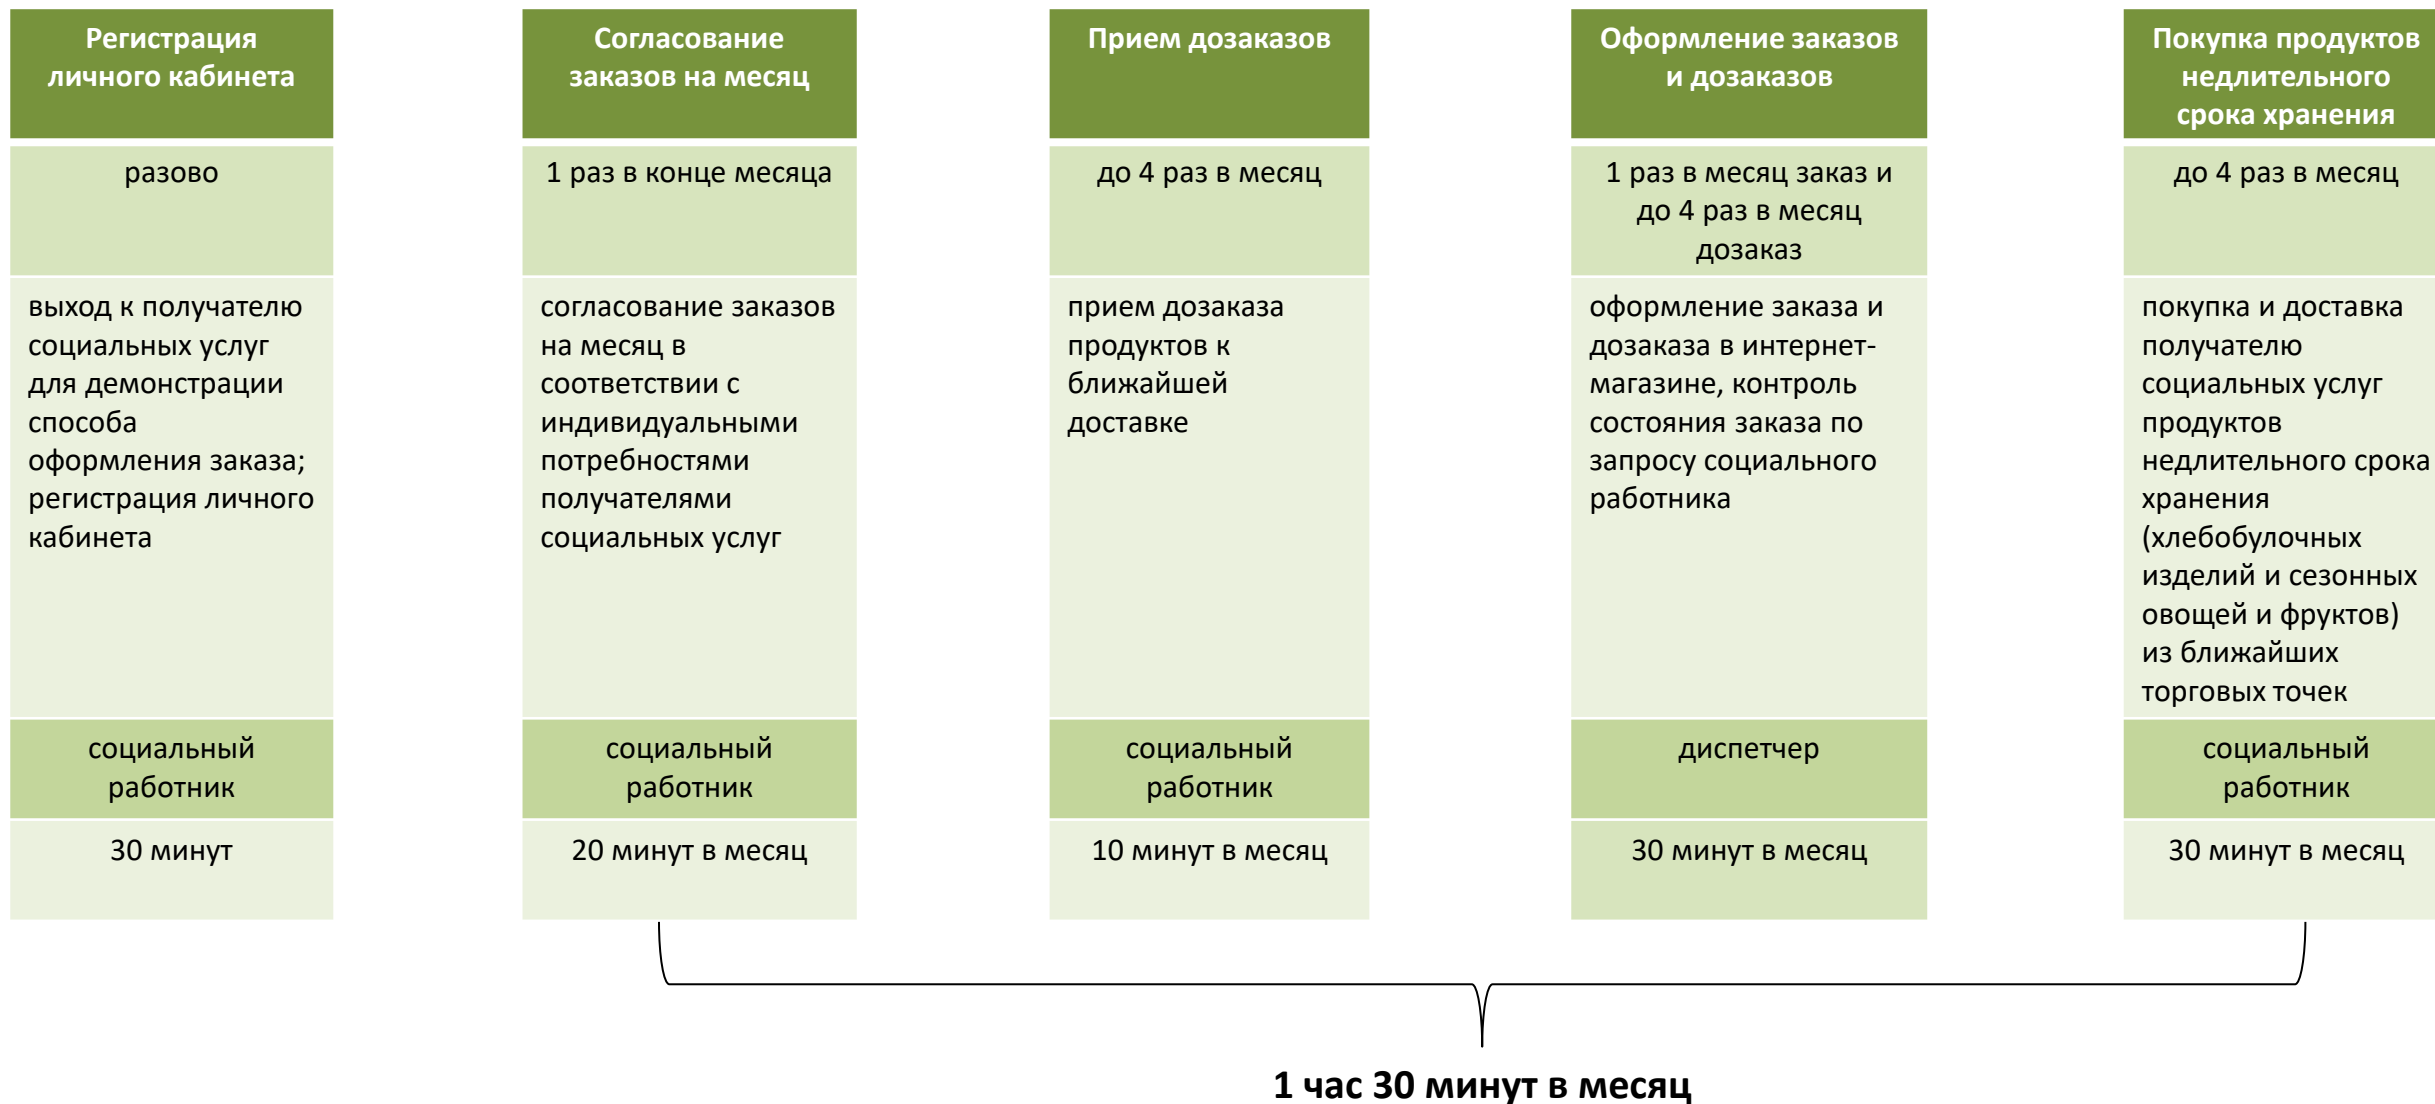 Регистрация
личного кабинета
разово
выход к получателю
социальных услуг
для демонстрации
способа
оформления заказа;
регистрация личного
кабинета
социальный
работник
30 минут
Согласование
заказов на месяц
1 раз в конце месяца
согласование заказов
на месяц в
соответствии с
индивидуальными
потребностями
получателями
социальных услуг
социальный
работник
20 минут в месяц
Прием дозаказов
до 4 раз в месяц
прием дозаказа
продуктов к
ближайшей
доставке
социальный
работник
10 минут в месяц
Оформление заказов
и дозаказов
1 раз в месяц заказ и
до 4 раз в месяц
дозаказ
оформление заказа и
дозаказа в интернет-
магазине, контроль
состояния заказа по
запросу социального
работника
диспетчер
30 минут в месяц
Покупка продуктов
недлительного
срока хранения
до 4 раз в месяц
покупка и доставка
получателю
социальных услуг
продуктов
недлительного срока
хранения
(хлебобулочных
изделий и сезонных
овощей и фруктов)
из ближайших
торговых точек
социальный
работник
30 минут в месяц
1 час 30 минут в месяц